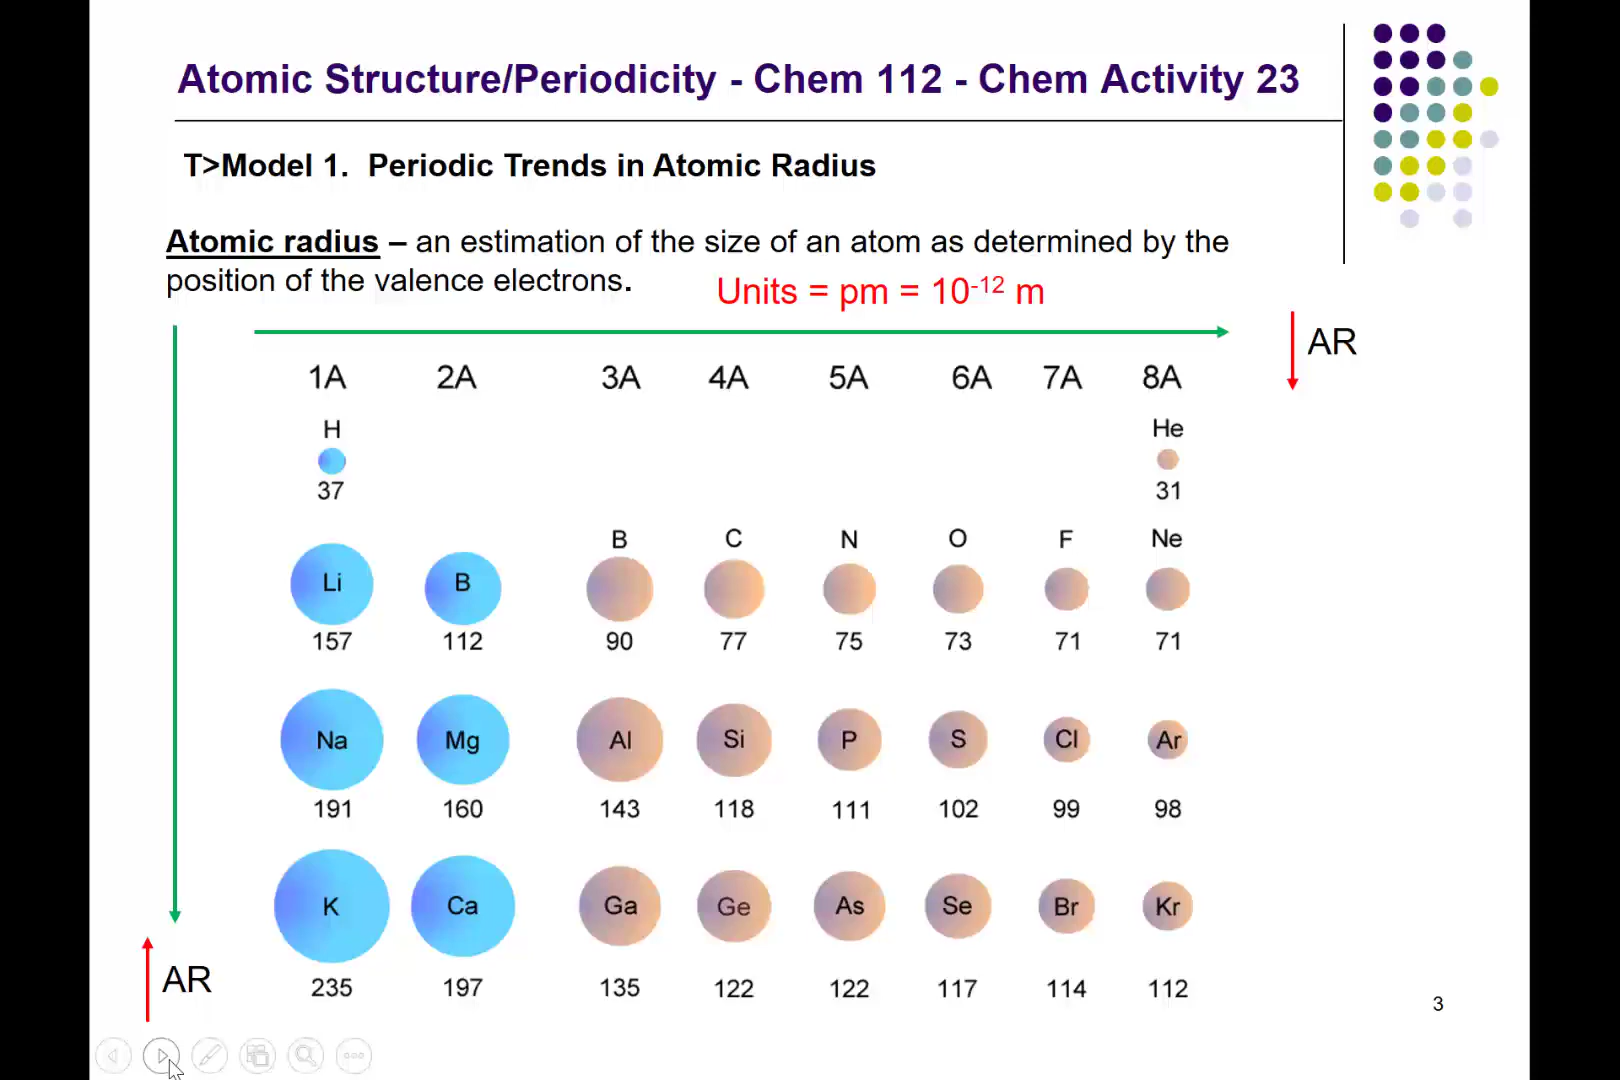 Atomic Structure/Periodicity - Chem 112 - Chem Activity 23
T>Model 1. Periodic Trends in Atomic Radius
Atomic radius – an estimation of the size of an atom as determined by the
position of the valence electrons.
Units = pm = 10⁻¹² m
AR
1A 2A 3A 4A 5A 6A 7A 8A
H He
37 31
B C N O F Ne
Li B
157 112 90 77 75 73 71 71
Na Mg Al Si P S Cl Ar
191 160 143 118 111 102 99 98
K Ca Ga Ge As Se Br Kr
AR
235 197 135 122 122 117 114 112
3